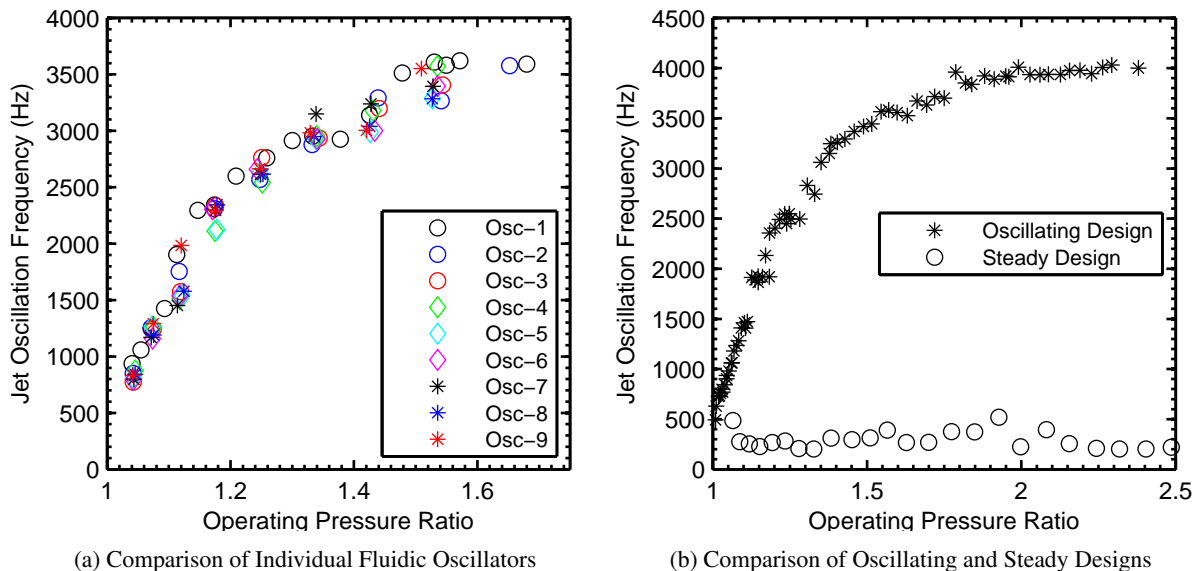 4000
3500
3000
2500
2000
1500
1000
500
0
Jet Oscillation Frequency (Hz)
1
1.2
1.4
1.6
Operating Pressure Ratio
Osc−1
Osc−2
Osc−3
Osc−4
Osc−5
Osc−6
Osc−7
Osc−8
Osc−9
(a) Comparison of Individual Fluidic Oscillators
4500
4000
3500
3000
2500
2000
1500
1000
500
0
Jet Oscillation Frequency (Hz)
1
1.5
2
2.5
Operating Pressure Ratio
Oscillating Design
Steady Design
(b) Comparison of Oscillating and Steady Designs